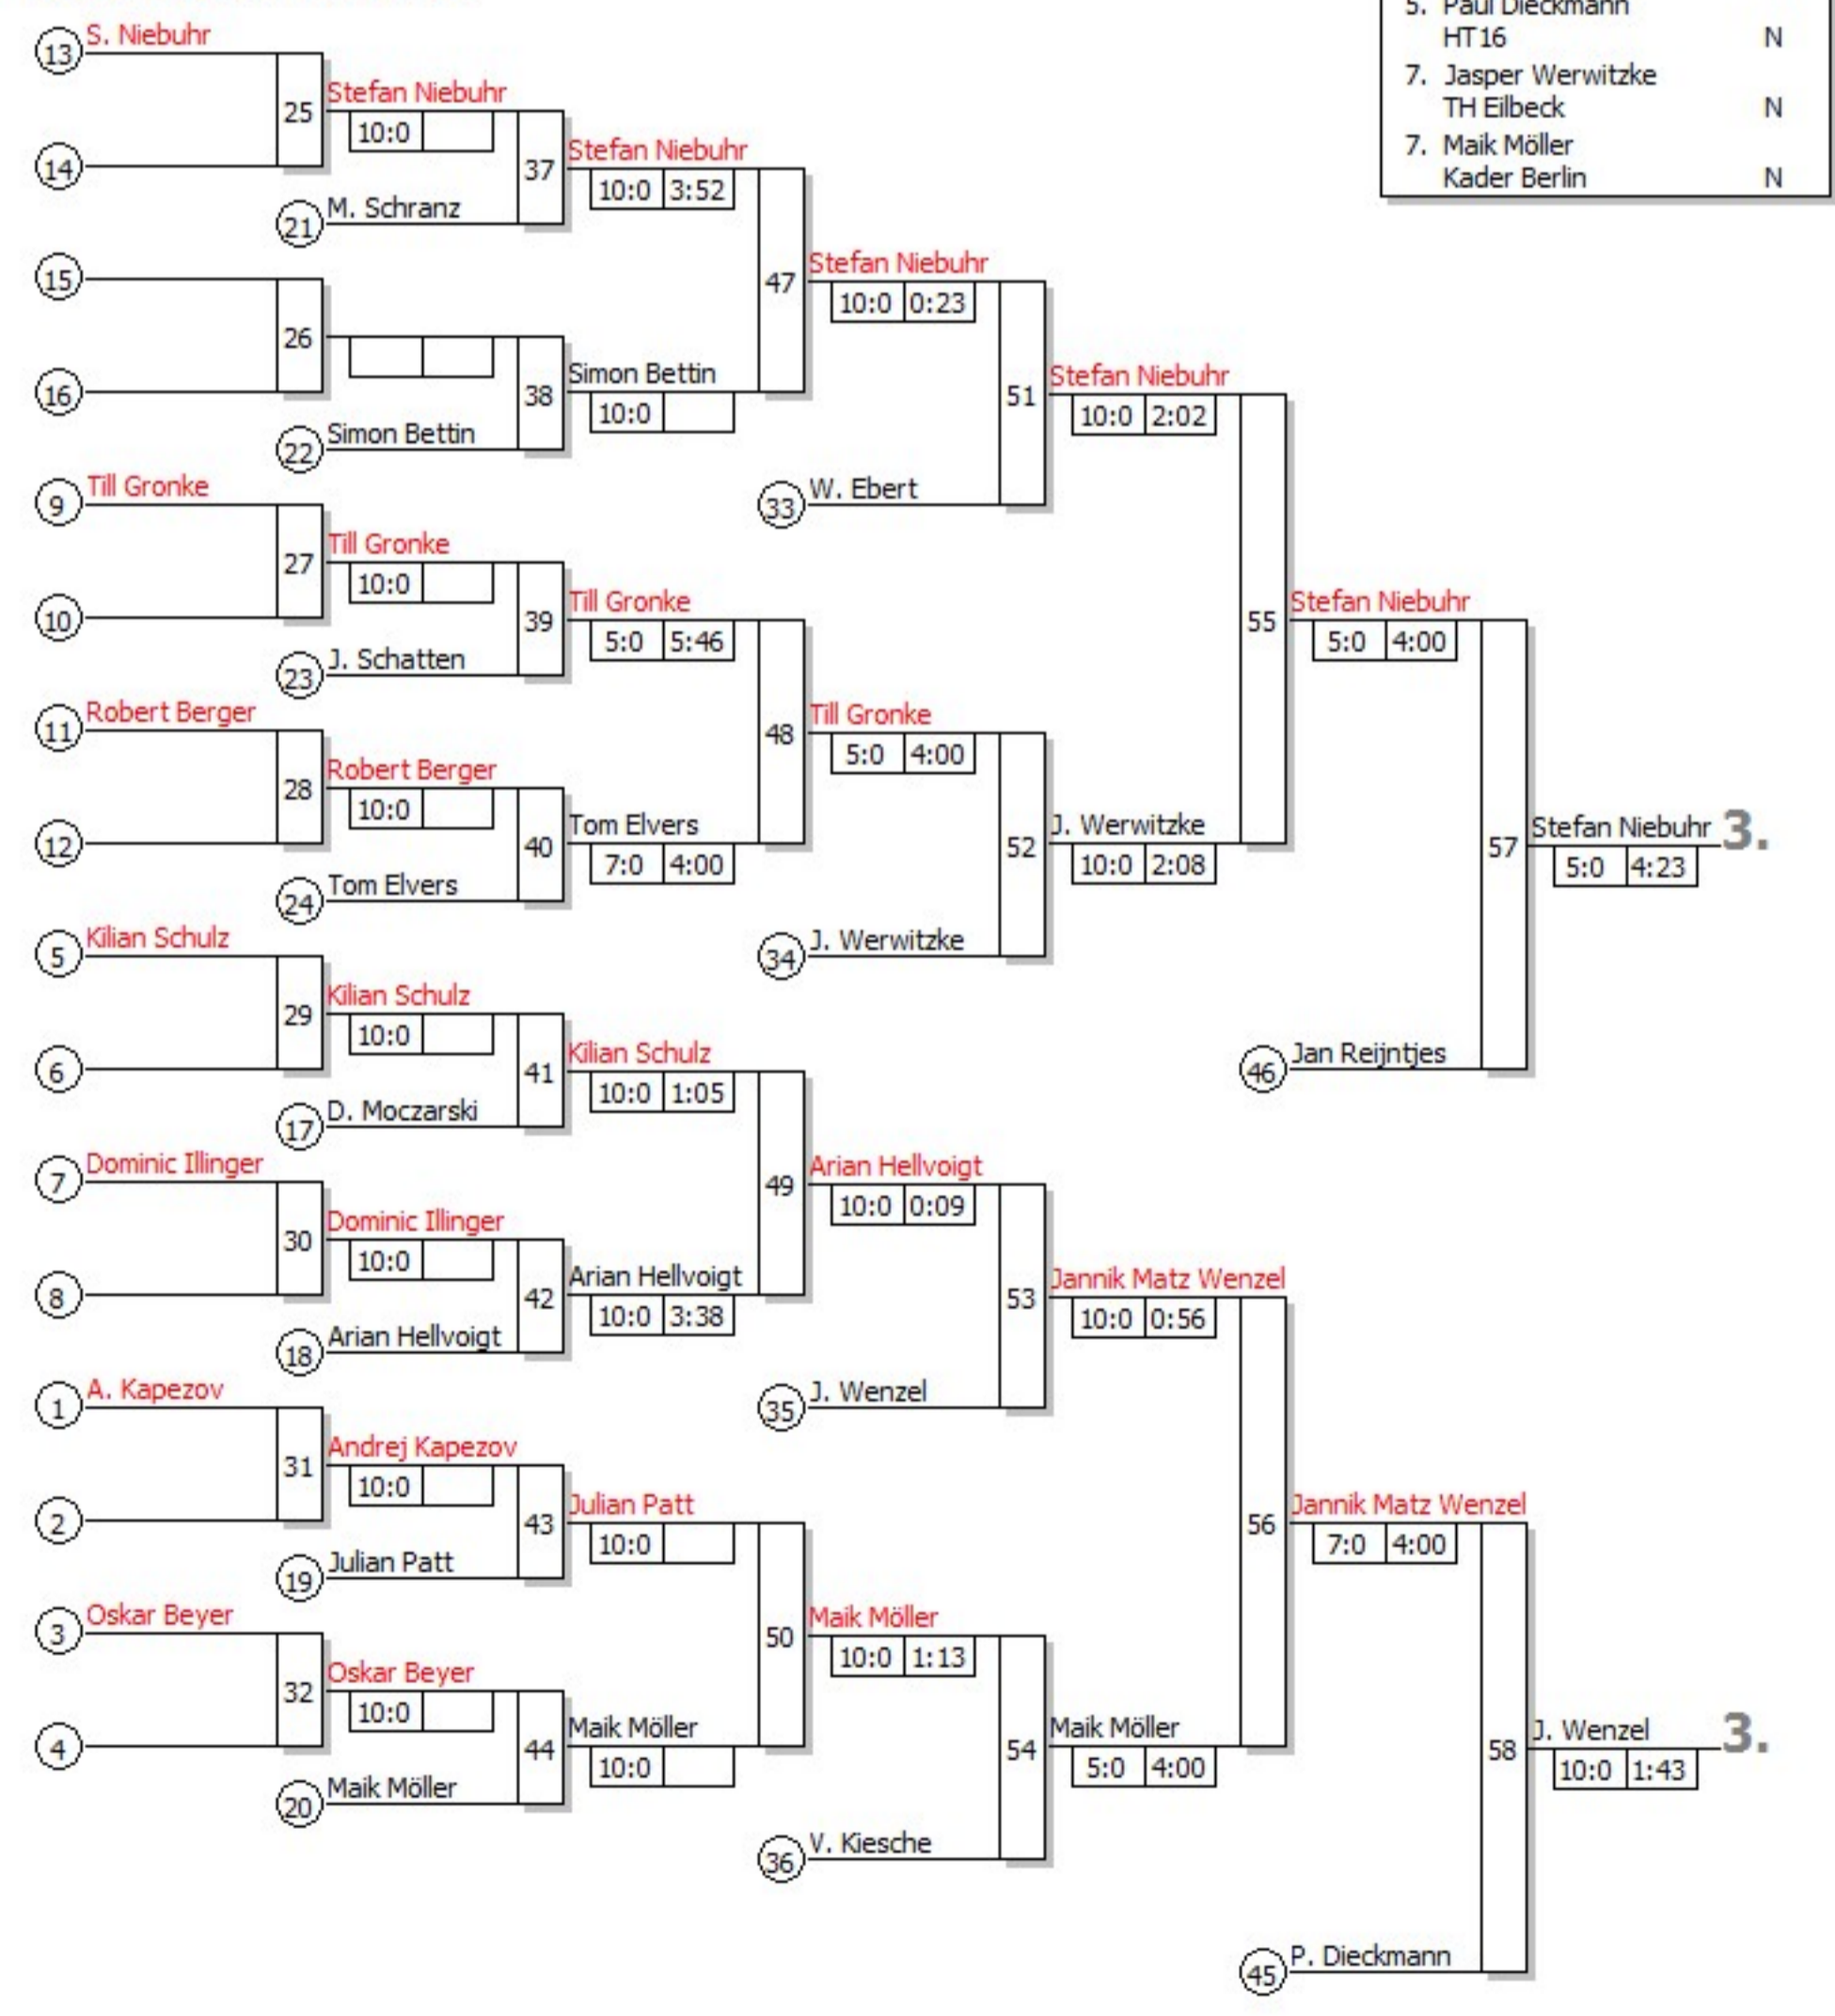 5. Paul Dieckmann
HT16 N
7. Jasper Werwitzke
TH Eilbeck N
7. Maik Möller
Kader Berlin N
13 S. Niebuhr
25 Stefan Niebuhr
10:0
14
37 Stefan Niebuhr
10:0 3:52
21 M. Schranz
15
47 Stefan Niebuhr
10:0 0:23
26
16
38 Simon Bettin
10:0
22 Simon Bettin
51 Stefan Niebuhr
10:0 2:02
9 Till Gronke
33 W. Ebert
27 Till Gronke
10:0
10
39 Till Gronke
5:0 5:46
55 Stefan Niebuhr
5:0 4:00
23 J. Schatten
11 Robert Berger
48 Till Gronke
5:0 4:00
28 Robert Berger
10:0
12
40 Tom Elvers
7:0 4:00
52 J. Werwitzke
10:0 2:08
57 Stefan Niebuhr 3.
5:0 4:23
24 Tom Elvers
5 Kilian Schulz
34 J. Werwitzke
29 Kilian Schulz
10:0
6
41 Kilian Schulz
10:0 1:05
46 Jan Reijntjes
17 D. Moczarski
7 Dominic Illinger
49 Arian Hellvoigt
10:0 0:09
30 Dominic Illinger
10:0
8
42 Arian Hellvoigt
10:0 3:38
53 Jannik Matz Wenzel
10:0 0:56
18 Arian Hellvoigt
1 A. Kapezov
35 J. Wenzel
31 Andrej Kapezov
10:0
2
43 Julian Patt
10:0
56 Jannik Matz Wenzel
7:0 4:00
19 Julian Patt
3 Oskar Beyer
50 Maik Möller
10:0 1:13
32 Oskar Beyer
10:0
4
44 Maik Möller
10:0
54 Maik Möller
5:0 4:00
58 J. Wenzel 3.
10:0 1:43
20 Maik Möller
36 V. Kiesche
45 P. Dieckmann